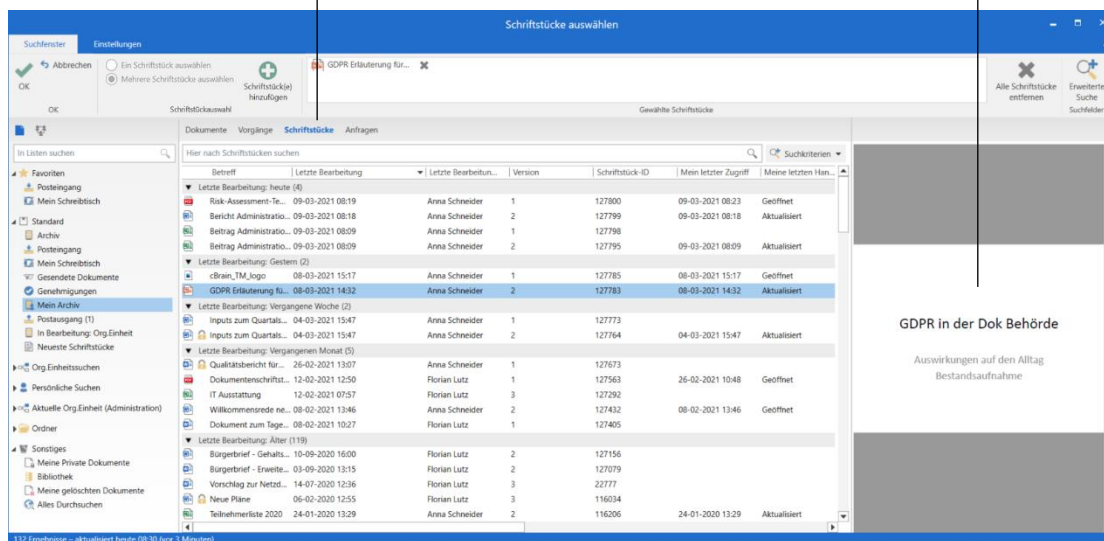 Schriftstücke auswählen
Suchfenster Einstellungen
OK
Abbrechen
Ein Schriftstück auswählen
Mehrere Schriftstücke auswählen
Schriftstück(e) hinzufügen
GDPR Erläuterung für...
Alle Schriftstücke entfernen
Erweiterte Suche
OK Schriftstückauswahl Gewählte Schriftstücke Suchfelder
Dokumente Vorgänge Schriftstücke Anfragen
In Listen suchen
Favoriten
Posteingang
Mein Schreibtisch
Standard
Archiv
Posteingang
Mein Schreibtisch
Gesendete Dokumente
Genehmigungen
Mein Archiv
Postausgang (1)
In Bearbeitung: Org.Einheit
Neueste Schriftstücke
Org.Einheitssuchen
Persönliche Suchen
Aktuelle Org.Einheit (Administration)
Ordner
Sonstiges
Meine Private Dokumente
Bibliothek
Meine gelöschten Dokumente
Alles Durchsuchen
Hier nach Schriftstücken suchen Suchkriterien
Betreff Letzte Bearbeitung Letzte Bearbeitun... Version Schriftstück-ID Mein letzter Zugriff Meine letzten Han...
Letzte Bearbeitung: heute (4)
Risk-Assessment-Te... 09-03-2021 08:19 Anna Schneider 1 127800 09-03-2021 08:23 Geöffnet
Bericht Administratio... 09-03-2021 08:18 Anna Schneider 2 127799 09-03-2021 08:18 Aktualisiert
Beitrag Administratio... 09-03-2021 08:09 Anna Schneider 1 127798
Beitrag Administratio... 09-03-2021 08:09 Anna Schneider 2 127795 09-03-2021 08:09 Aktualisiert
Letzte Bearbeitung: Gestern (2)
cBrain_TM_logo 08-03-2021 15:17 Anna Schneider 1 127785 08-03-2021 15:17 Geöffnet
GDPR Erläuterung fü... 08-03-2021 14:32 Anna Schneider 2 127783 08-03-2021 14:32 Aktualisiert
Letzte Bearbeitung: Vergangene Woche (2)
Inputs zum Quartals... 04-03-2021 15:47 Anna Schneider 1 127773
Inputs zum Quartals... 04-03-2021 15:47 Anna Schneider 2 127764 04-03-2021 15:47 Aktualisiert
Letzte Bearbeitung: Vergangenen Monat (5)
Qualitätsbericht für... 26-02-2021 13:07 Anna Schneider 1 127673
Dokumentenschriftst... 12-02-2021 12:50 Florian Lutz 1 127563 26-02-2021 10:48 Geöffnet
IT Ausstattung 12-02-2021 07:57 Florian Lutz 3 127292
Willkommensrede ne... 08-02-2021 13:46 Anna Schneider 2 127432 08-02-2021 13:46 Geöffnet
Dokument zum Tage... 08-02-2021 10:27 Florian Lutz 1 127405
Letzte Bearbeitung: Älter (119)
Bürgerbrief - Gehalts... 10-09-2020 16:00 Florian Lutz 2 127156
Bürgerbrief - Erweite... 03-09-2020 13:15 Florian Lutz 2 127079
Vorschlag zur Netzd... 14-07-2020 12:36 Florian Lutz 3 22777
Neue Pläne 06-02-2020 12:55 Florian Lutz 3 116034
Teilnehmerliste 2020 24-01-2020 13:29 Anna Schneider 2 116206 24-01-2020 13:29 Aktualisiert
GDPR in der Dok Behörde
Auswirkungen auf den Alltag
Bestandsaufnahme
132 Ergebnisse – aktualisiert heute 08:30 (vor 3 Minuten)